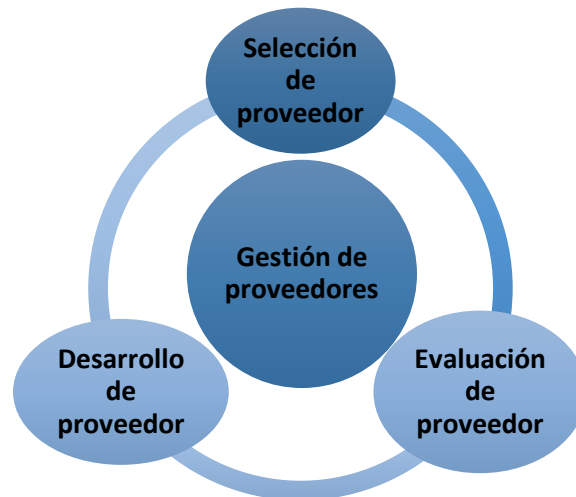 Selección
de
proveedor
Gestión de
proveedores
Desarrollo
de
proveedor
Evaluación
de
proveedor